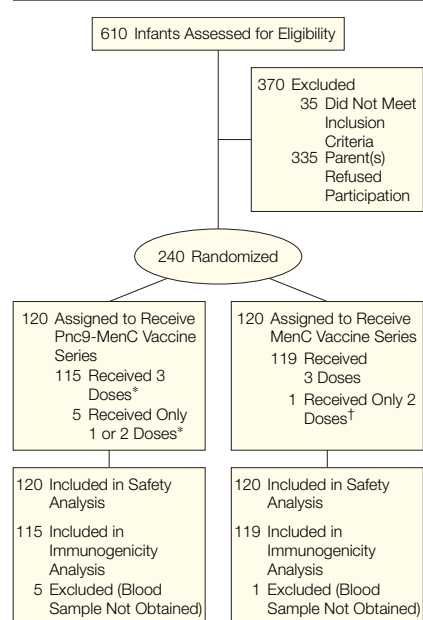 610 Infants Assessed for Eligibility
370 Excluded
35 Did Not Meet
Inclusion
Criteria
335 Parent(s)
Refused
Participation
240 Randomized
120 Assigned to Receive
Pnc9-MenC Vaccine
Series
115 Received 3
Doses*
5 Received Only
1 or 2 Doses*
120 Assigned to Receive
MenC Vaccine Series
119 Received
3 Doses
1 Received Only 2
Doses†
120 Included in Safety
Analysis
115 Included in
Immunogenicity
Analysis
5 Excluded (Blood
Sample Not Obtained)
120 Included in Safety
Analysis
119 Included in
Immunogenicity
Analysis
1 Excluded (Blood
Sample Not Obtained)